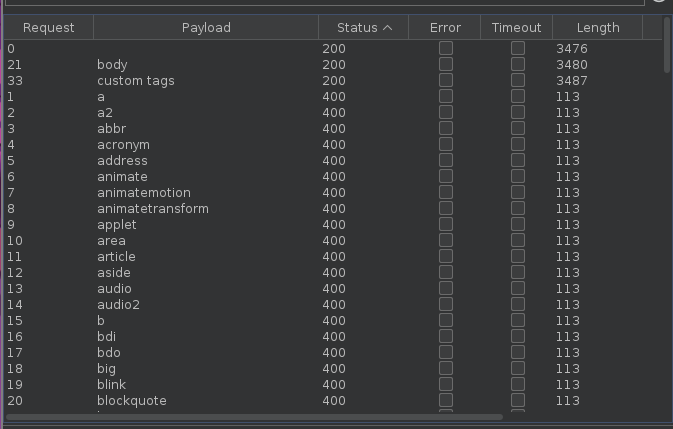 Request Payload Status Error Timeout Length
0 200 3476
21 body 200 3480
33 custom tags 200 3487
1 a 400 113
2 a2 400 113
3 abbr 400 113
4 acronym 400 113
5 address 400 113
6 animate 400 113
7 animatemotion 400 113
8 animatetransform 400 113
9 applet 400 113
10 area 400 113
11 article 400 113
12 aside 400 113
13 audio 400 113
14 audio2 400 113
15 b 400 113
16 bdi 400 113
17 bdo 400 113
18 big 400 113
19 blink 400 113
20 blockquote 400 113